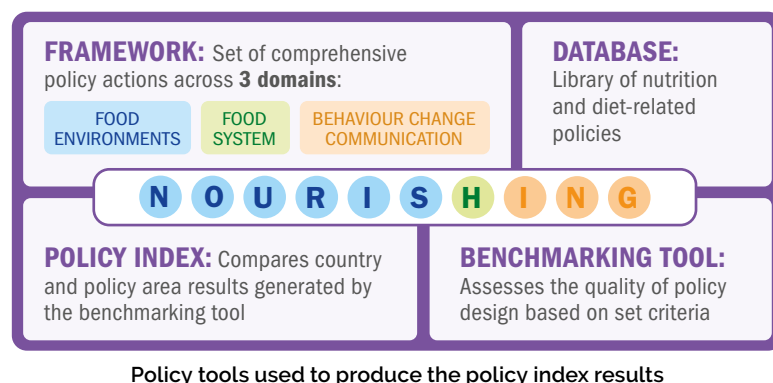 FRAMEWORK: Set of comprehensive
policy actions across 3 domains:
FOOD
ENVIRONMENTS
FOOD
SYSTEM
BEHAVIOUR CHANGE
COMMUNICATION
DATABASE:
Library of nutrition
and diet-related
policies
NOURISHING
POLICY INDEX: Compares country
and policy area results generated by
the benchmarking tool
BENCHMARKING TOOL:
Assesses the quality of policy
design based on set criteria
Policy tools used to produce the policy index results